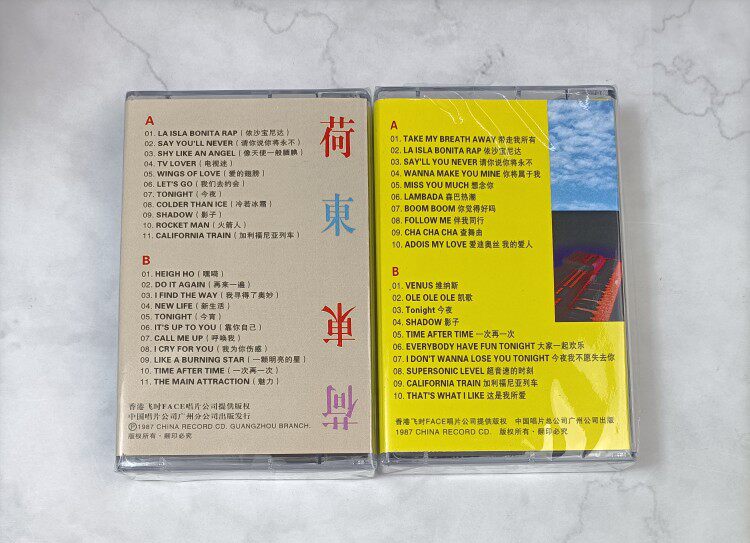 A
01. LA ISLA BONITA RAP（依沙宝尼达）
02. SAY YOU'LL NEVER（请你说你将永不）
03. SHY LIKE AN ANGEL（像天使一般腼腆）
04. TV LOVER（电视迷）
05. WINGS OF LOVE（爱的翅膀）
06. LET'S GO（我们去约会）
07. TONIGHT（今夜）
08. COLDER THAN ICE（冷若冰霜）
09. SHADOW（影子）
10. ROCKET MAN（火箭人）
11. CALIFORNIA TRAIN（加利福尼亚列车）
B
01. HEIGH HO（嘿嗬）
02. DO IT AGAIN（再来一遍）
03. I FIND THE WAY（我寻得了奥妙）
04. NEW LIFE（新生活）
05. TONIGHT（今宵）
06. IT'S UP TO YOU（靠你自己）
07. CALL ME UP（呼唤我）
08. I CRY FOR YOU（我为你伤感）
09. LIKE A BURNING STAR（一颗明亮的星）
10. TIME AFTER TIME（一次再一次）
11. THE MAIN ATTRACTION（魅力）
香港飞时FACE唱片公司提供版权
中国唱片公司广州分公司出版发行
Ⓟ1987 CHINA RECORD CD. GUANGZHOU BRANCH.
版权所有·翻印必究
荷
東
東
荷
A
01. TAKE MY BREATH AWAY 带走我所有
02. LA ISLA BONITA RAP 依沙宝尼达
03. SAY'LL YOU NEVER 请你说你将永不
04. WANNA MAKE YOU MINE 你将属于我
05. MISS YOU MUCH 想念你
06. LAMBADA 森巴热潮
07. BOOM BOOM 你觉得好吗
08. FOLLOW ME 伴我同行
09. CHA CHA CHA 查舞曲
10. ADOIS MY LOVE 爱迪奥丝 我的爱人
B
01. VENUS 维纳斯
02. OLE OLE OLE 凯歌
03. Tonight 今夜
04. SHADOW 影子
05. TIME AFTER TIME 一次再一次
06. EVERYBODY HAVE FUN TONIGHT 大家一起欢乐
07. I DON'T WANNA LOSE YOU TONIGHT 今夜我不愿失去你
08. SUPERSONIC LEVEL 超音速的时刻
09. CALIFORNIA TRAIN 加利福尼亚列车
10. THAT'S WHAT I LIKE 这是我所爱
香港飞时FACE唱片公司提供版权 中国唱片总公司广州公司出版
1987 CHINA RECORD CD. 版权所有·翻印必究